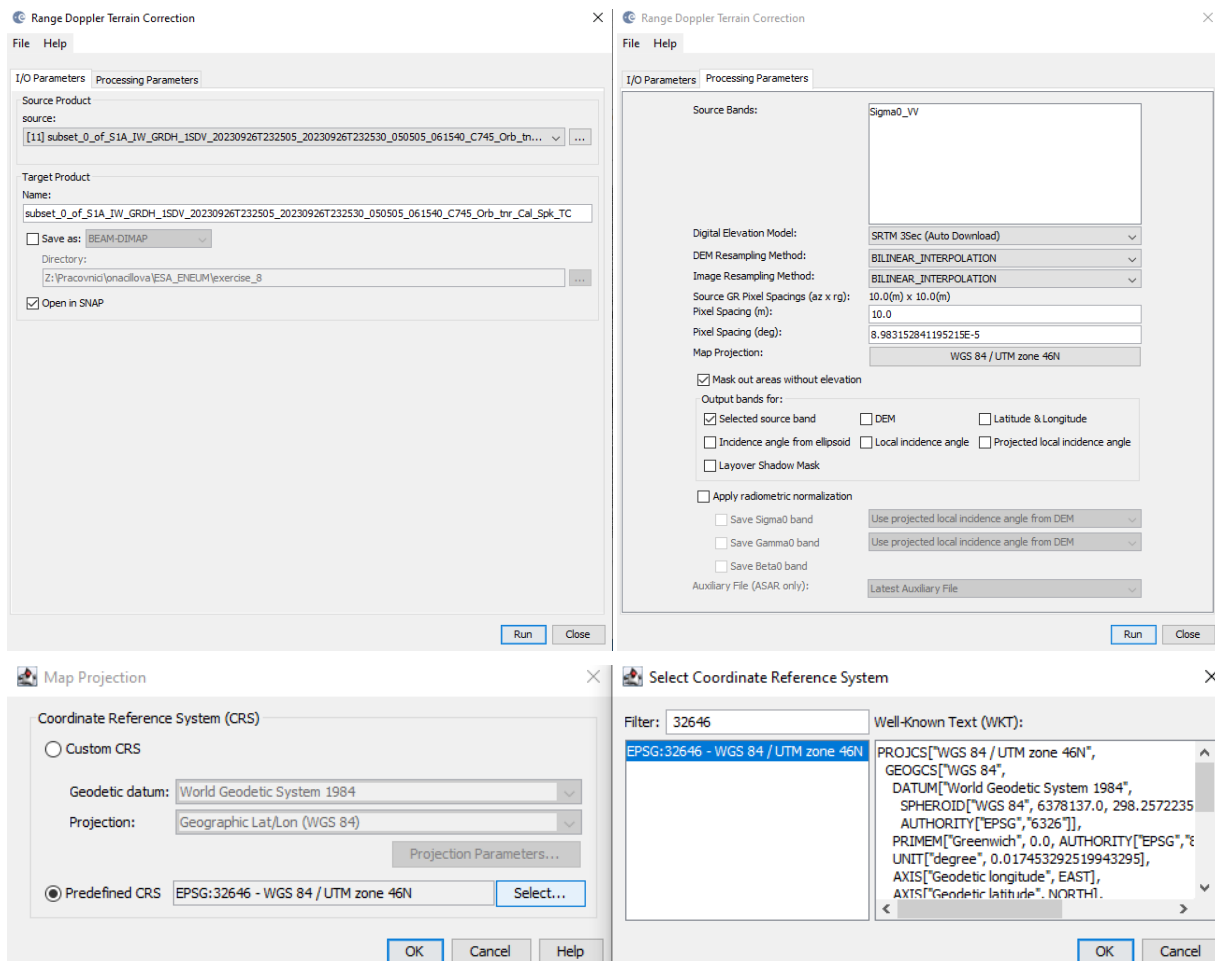 Range Doppler Terrain Correction
File Help
I/O Parameters Processing Parameters
Source Product
source:
[11] subset_0_of_S1A_IW_GRDH_1SDV_20230926T232505_20230926T232530_050505_061540_C745_Orb_tn... ...
Target Product
Name:
subset_0_of_S1A_IW_GRDH_1SDV_20230926T232505_20230926T232530_050505_061540_C745_Orb_tnr_Cal_Spk_TC
Save as: BEAM-DIMAP
Directory:
Z:\Pracovnici\onacillova\ESA_ENEUM\exercise_8 ...
Open in SNAP
Run Close
Range Doppler Terrain Correction
File Help
I/O Parameters Processing Parameters
Source Bands: Sigma0_VV
Digital Elevation Model: SRTM 3Sec (Auto Download)
DEM Resampling Method: BILINEAR_INTERPOLATION
Image Resampling Method: BILINEAR_INTERPOLATION
Source GR Pixel Spacings (az x rg): 10.0(m) x 10.0(m)
Pixel Spacing (m): 10.0
Pixel Spacing (deg): 8.983152841195215E-5
Map Projection: WGS 84 / UTM zone 46N
Mask out areas without elevation
Output bands for:
Selected source band DEM Latitude & Longitude
Incidence angle from ellipsoid Local incidence angle Projected local incidence angle
Layover Shadow Mask
Apply radiometric normalization
Save Sigma0 band Use projected local incidence angle from DEM
Save Gamma0 band Use projected local incidence angle from DEM
Save Beta0 band
Auxiliary File (ASAR only): Latest Auxiliary File
Run Close
Map Projection
Coordinate Reference System (CRS)
Custom CRS
Geodetic datum: World Geodetic System 1984
Projection: Geographic Lat/Lon (WGS 84)
Projection Parameters...
Predefined CRS EPSG:32646 - WGS 84 / UTM zone 46N Select...
OK Cancel Help
Select Coordinate Reference System
Filter: 32646 Well-Known Text (WKT):
EPSG:32646 - WGS 84 / UTM zone 46N
PROJCS["WGS 84 / UTM zone 46N",
GEOGCS["WGS 84",
DATUM["World Geodetic System 1984",
SPHEROID["WGS 84", 6378137.0, 298.2572235
AUTHORITY["EPSG","6326"]],
PRIMEM["Greenwich", 0.0, AUTHORITY["EPSG","8
UNIT["degree", 0.017453292519943295],
AXIS["Geodetic longitude", EAST],
AXIS["Geodetic latitude", NORTH],
OK Cancel